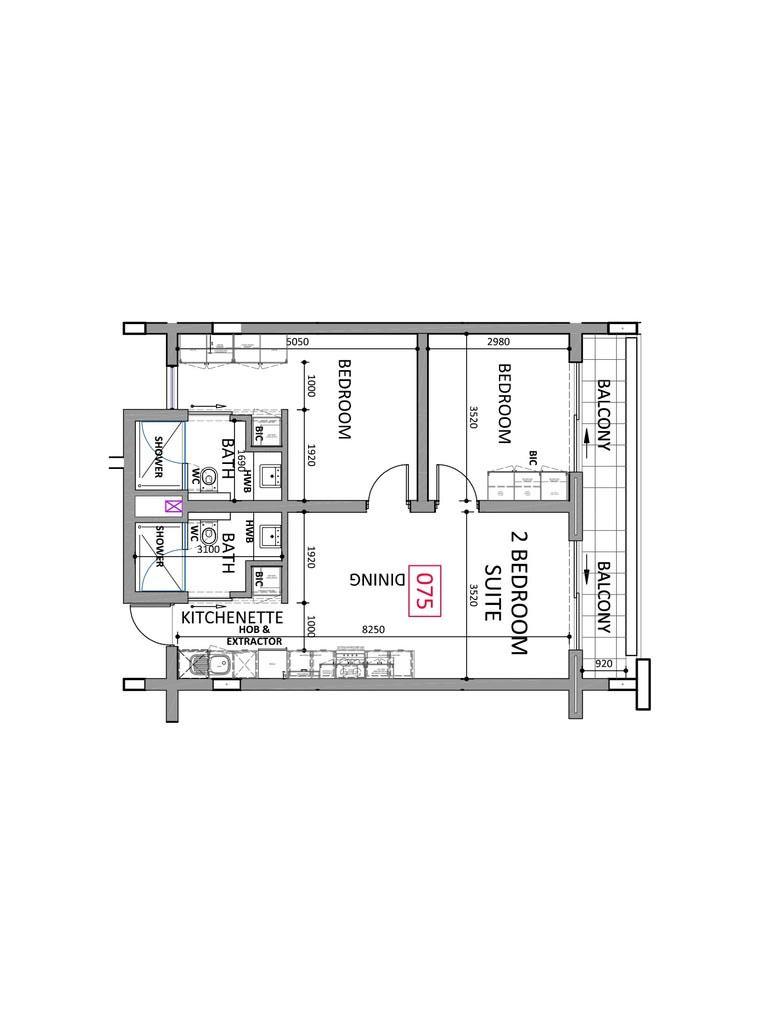 5050
2980
BEDROOM
1000
BEDROOM
3520
BALCONY
BIC
1920
BATH
1690
SHOWER
WC
HWB
BIC
SHOWER
WC
HWB
BATH
3100
BIC
1920
DINING
075
3520
2 BEDROOM
SUITE
BALCONY
KITCHENETTE
HOB &
EXTRACTOR
1000
8250
920